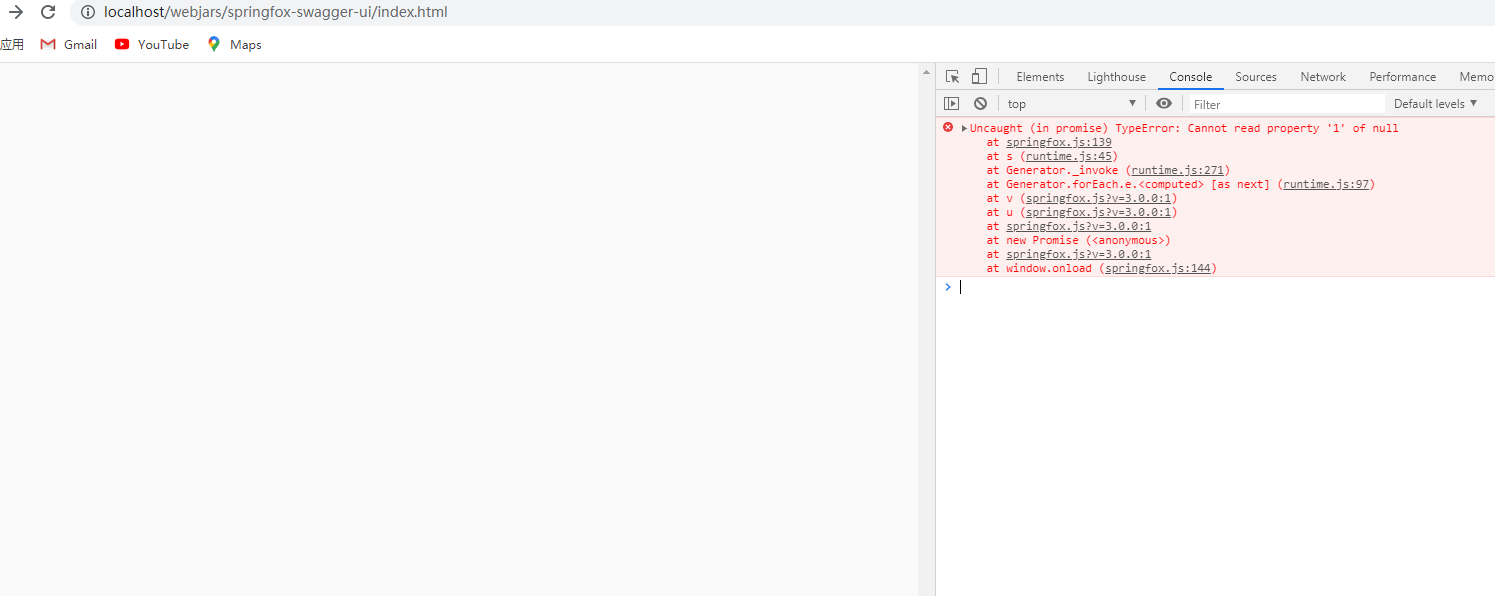 localhost/webjars/springfox-swagger-ui/index.html
应用 Gmail YouTube Maps
Elements Lighthouse Console Sources Network Performance Memo
top Filter Default levels
Uncaught (in promise) TypeError: Cannot read property '1' of null
at springfox.js:139
at s (runtime.js:45)
at Generator._invoke (runtime.js:271)
at Generator.forEach.e.<computed> [as next] (runtime.js:97)
at v (springfox.js?v=3.0.0:1)
at u (springfox.js?v=3.0.0:1)
at springfox.js?v=3.0.0:1
at new Promise (<anonymous>)
at springfox.js?v=3.0.0:1
at window.onload (springfox.js:144)